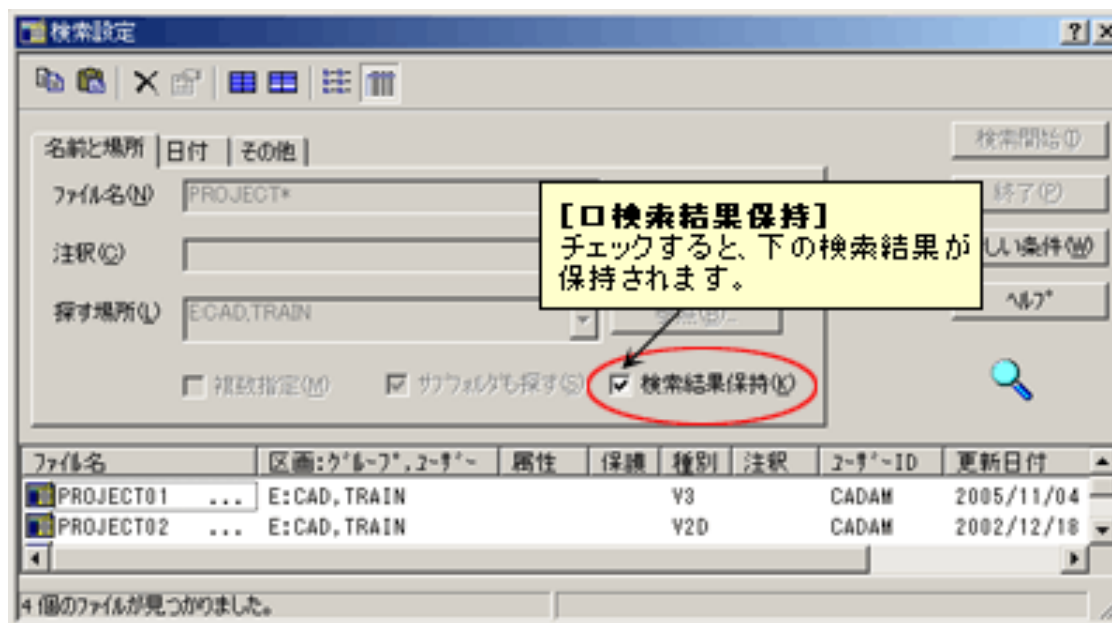 検索設定
名前と場所 日付 その他
検索開始(I)
ファイル名(N) PROJECT*
終了(P)
[口検索結果保持]
チェックすると、下の検索結果が
保持されます。
注釈(C)
しい条件(W)
探す場所(L) E:CAD,TRAIN
ヘルプ
複数指定(M) サブフォルダも探す(S) 検索結果保持(K)
ファイル名 区画:グループ,ユーザー 属性 保護 種別 注釈 ユーザーID 更新日付
PROJECT01 ... E:CAD,TRAIN V3 CADAM 2005/11/04
PROJECT02 ... E:CAD,TRAIN V2D CADAM 2002/12/18
4 個のファイルが見つかりました。